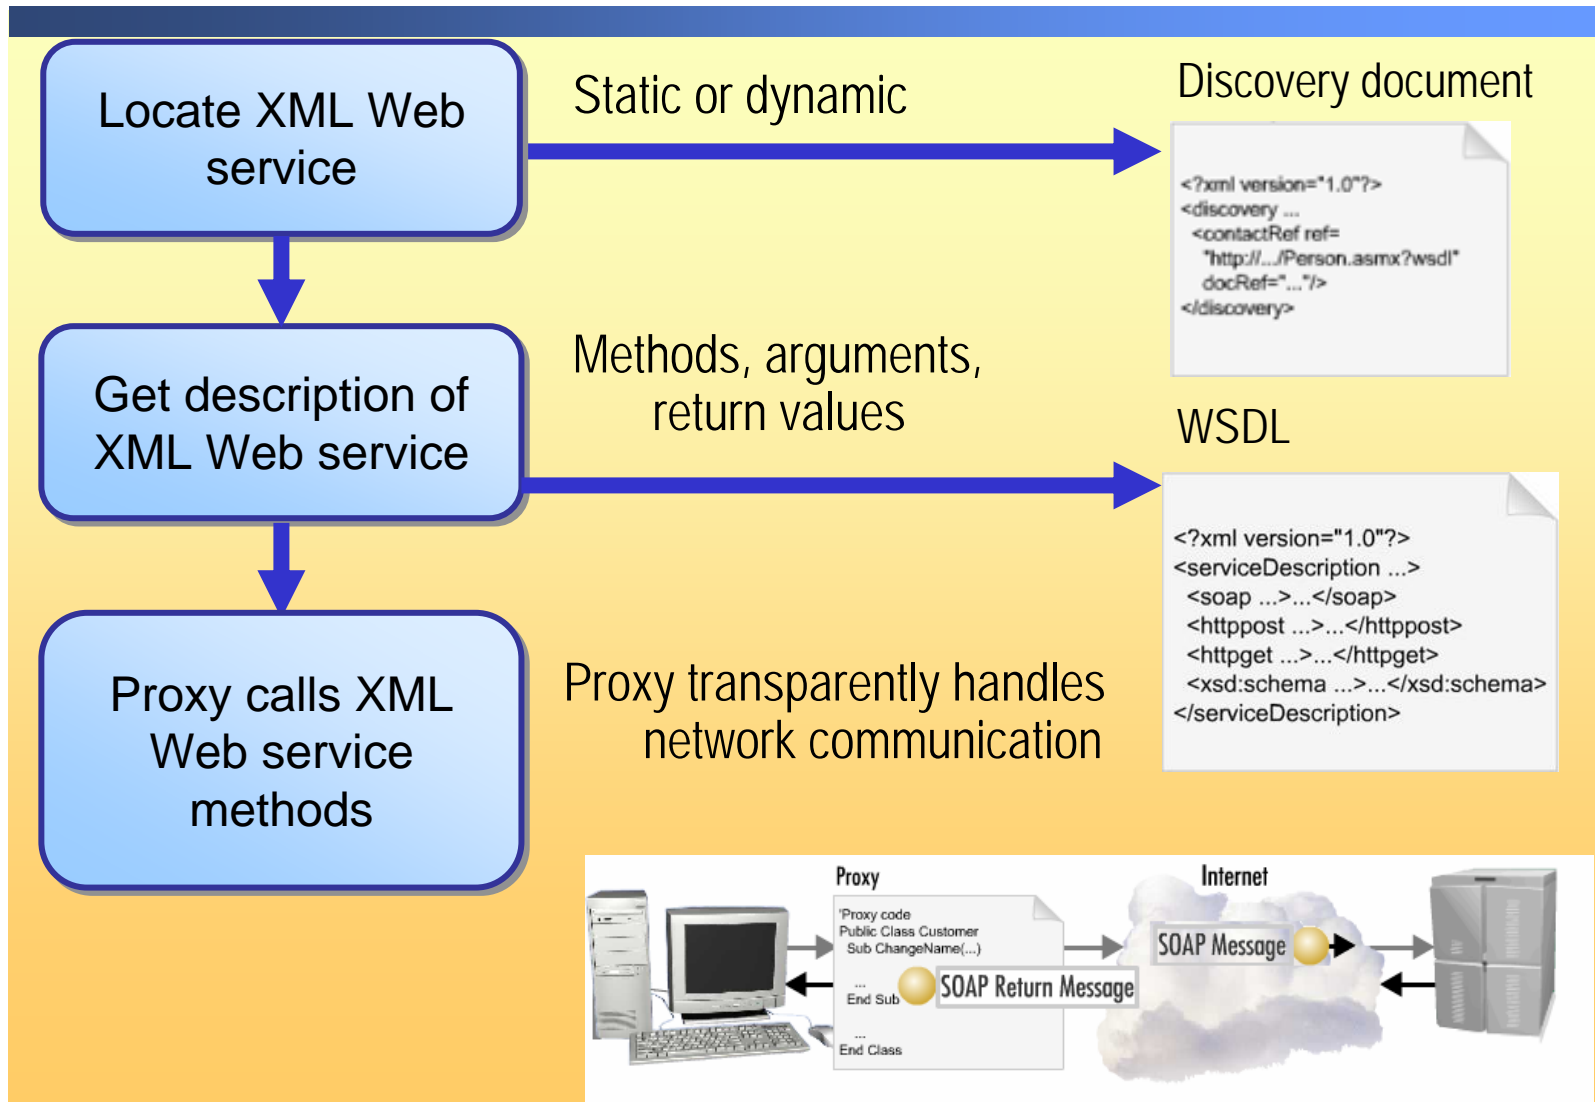 Locate XML Web
service
Static or dynamic
Discovery document
<?xml version="1.0"?>
<discovery ...
<contactRef ref=
"http://.../Person.asmx?wsdl"
docRef="..."/>
</discovery>
Get description of
XML Web service
Methods, arguments,
return values
WSDL
<?xml version="1.0"?>
<serviceDescription ...>
<soap ...>...</soap>
<httppost ...>...</httppost>
<httpget ...>...</httpget>
<xsd:schema ...>...</xsd:schema>
</serviceDescription>
Proxy calls XML
Web service
methods
Proxy transparently handles
network communication
Proxy
'Proxy code
Public Class Customer
Sub ChangeName(...)
...
End Sub
...
End Class
SOAP Return Message
Internet
SOAP Message